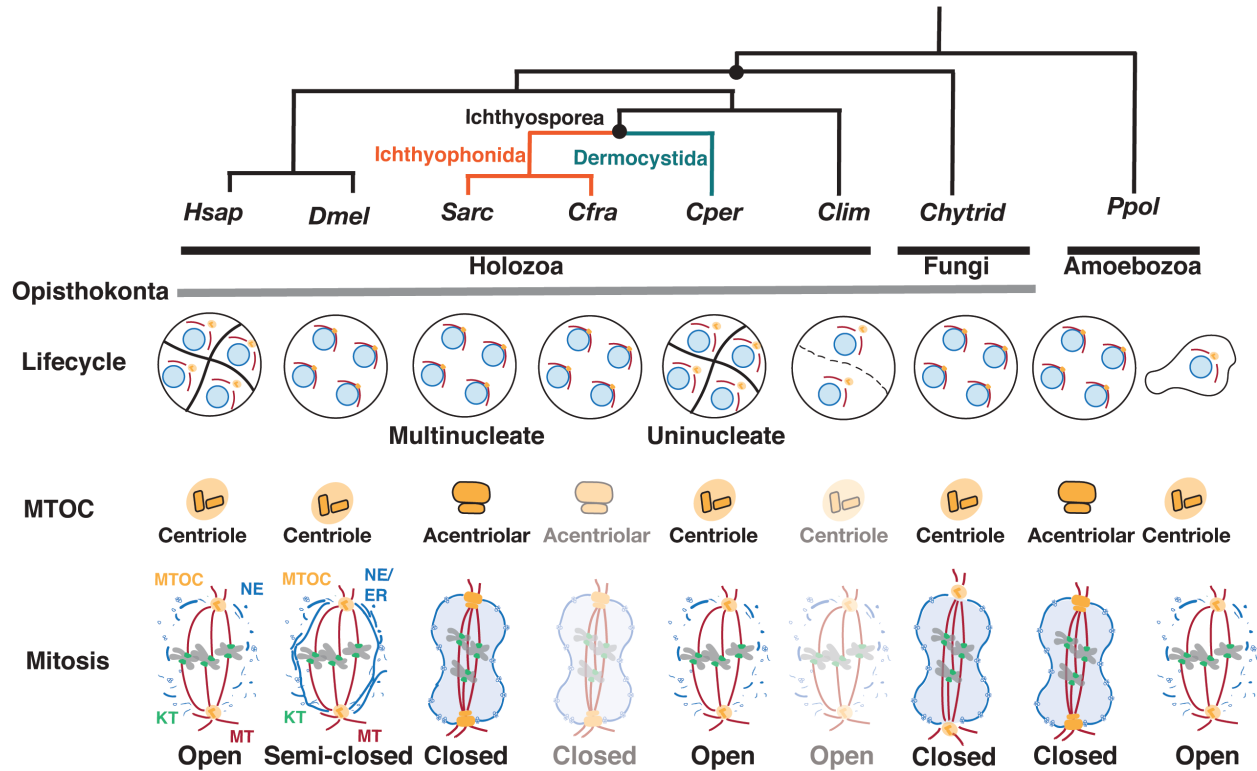 Ichthyosporea
Ichthyophonida
Dermocystida
Hsap
Dmel
Sarc
Cfra
Cper
Clim
Chytrid
Ppol
Holozoa
Fungi
Amoebozoa
Opisthokonta
Lifecycle
Multinucleate
Uninucleate
MTOC
Centriole
Centriole
Acentriolar
Acentriolar
Centriole
Centriole
Centriole
Acentriolar
Centriole
MTOC
NE
MTOC
NE/
ER
Mitosis
KT
MT
KT
MT
Open
Semi-closed
Closed
Closed
Open
Open
Closed
Closed
Open